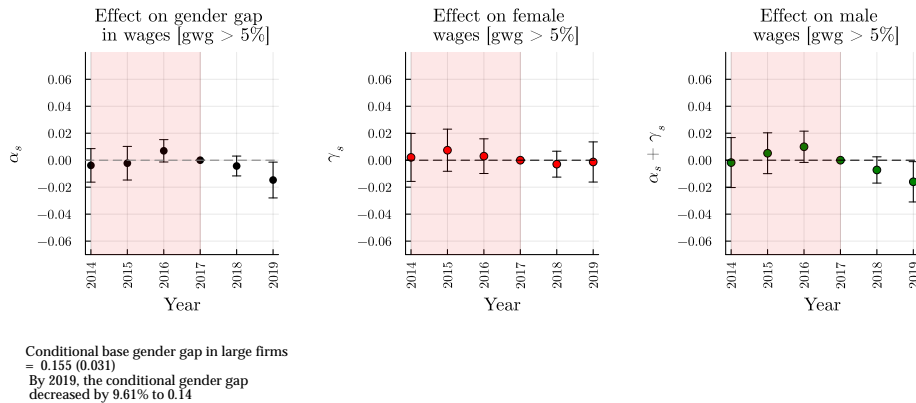 Effect on gender gap
in wages [gwg > 5%]
0.06
0.04
0.02
0.00
−0.02
−0.04
−0.06
α_s
2014
2015
2016
2017
2018
2019
Year
Effect on female
wages [gwg > 5%]
0.06
0.04
0.02
0.00
−0.02
−0.04
−0.06
γ_s
2014
2015
2016
2017
2018
2019
Year
Effect on male
wages [gwg > 5%]
0.06
0.04
0.02
0.00
−0.02
−0.04
−0.06
α_s + γ_s
2014
2015
2016
2017
2018
2019
Year
Conditional base gender gap in large firms
= 0.155 (0.031)
By 2019, the conditional gender gap
decreased by 9.61% to 0.14